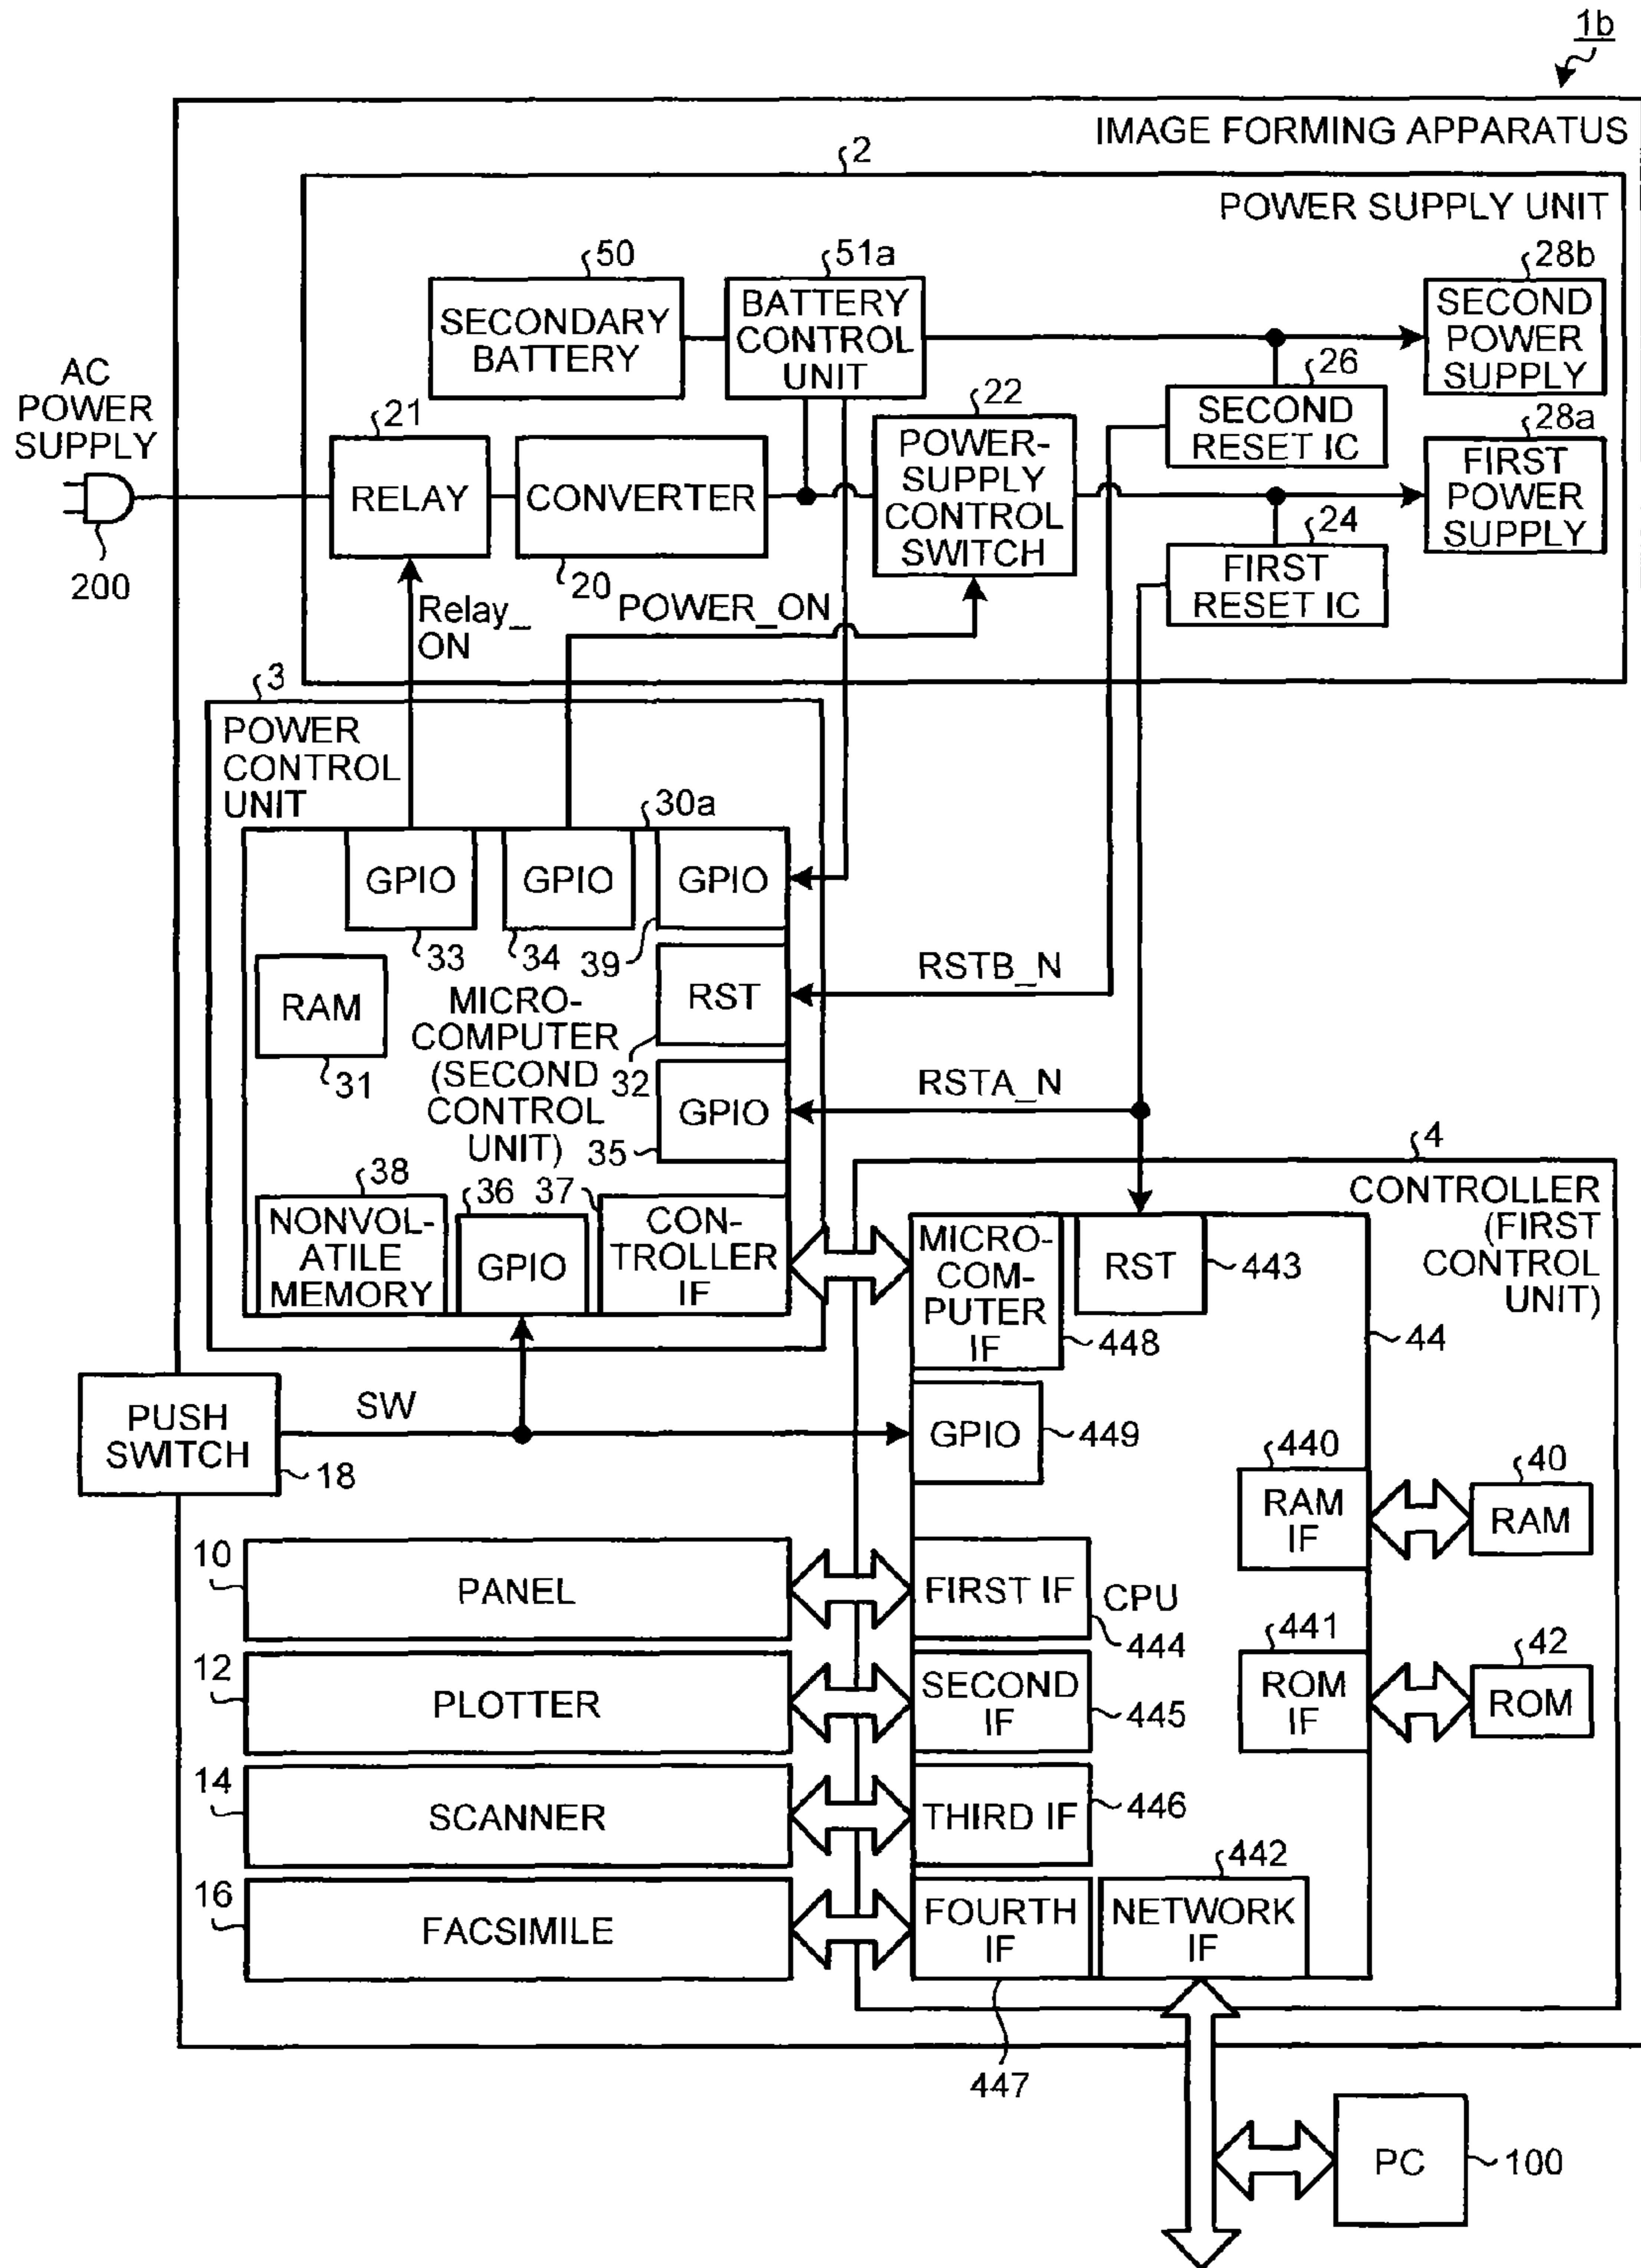 1b
IMAGE FORMING APPARATUS
2
POWER SUPPLY UNIT
50
SECONDARY
BATTERY
51a
BATTERY
CONTROL
UNIT
28b
SECOND
POWER
SUPPLY
26
SECOND
RESET IC
AC
POWER
SUPPLY
200
21
RELAY
CONVERTER
20
22
POWER-
SUPPLY
CONTROL
SWITCH
28a
FIRST
POWER
SUPPLY
24
FIRST
RESET IC
Relay_
ON
POWER_ON
3
POWER
CONTROL
UNIT
30a
GPIO
33
GPIO
34
GPIO
39
RAM
31
MICRO-
COMPUTER
(SECOND
CONTROL
UNIT)
RST
32
RSTB_N
GPIO
35
RSTA_N
38
NONVOL-
ATILE
MEMORY
36
GPIO
37
CON-
TROLLER
IF
4
CONTROLLER
(FIRST
CONTROL
UNIT)
MICRO-
COM-
PUTER
IF
448
RST
443
44
PUSH
SWITCH
18
SW
GPIO
449
440
RAM
IF
40
RAM
10
PANEL
FIRST IF
CPU
444
441
ROM
IF
42
ROM
12
PLOTTER
SECOND
IF
445
14
SCANNER
THIRD IF
446
16
FACSIMILE
FOURTH
IF
447
442
NETWORK
IF
PC
100